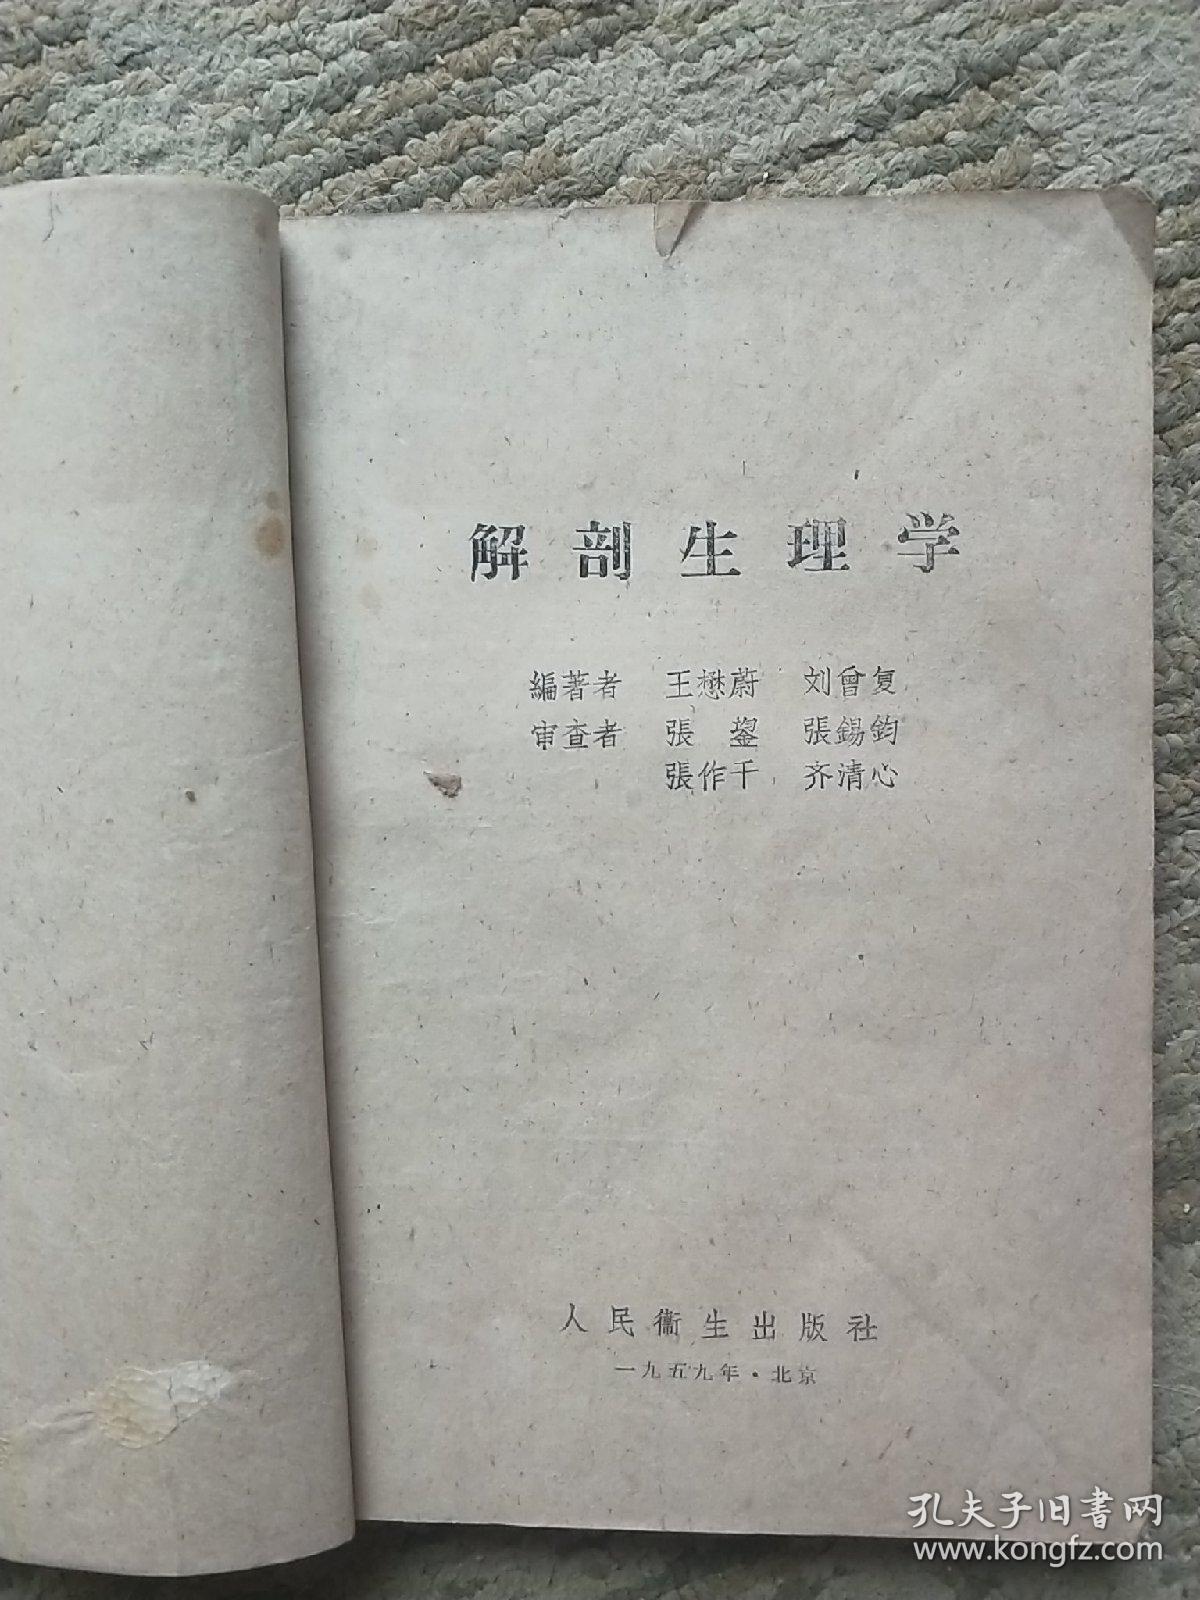 解剖生理学
編著者 王懋蔚 刘曾复
审查者 張鋆 張錫鈞
張作干 齐清心
人民衞生出版社
一九五九年·北京
孔夫子旧書网
www.kongfz.com